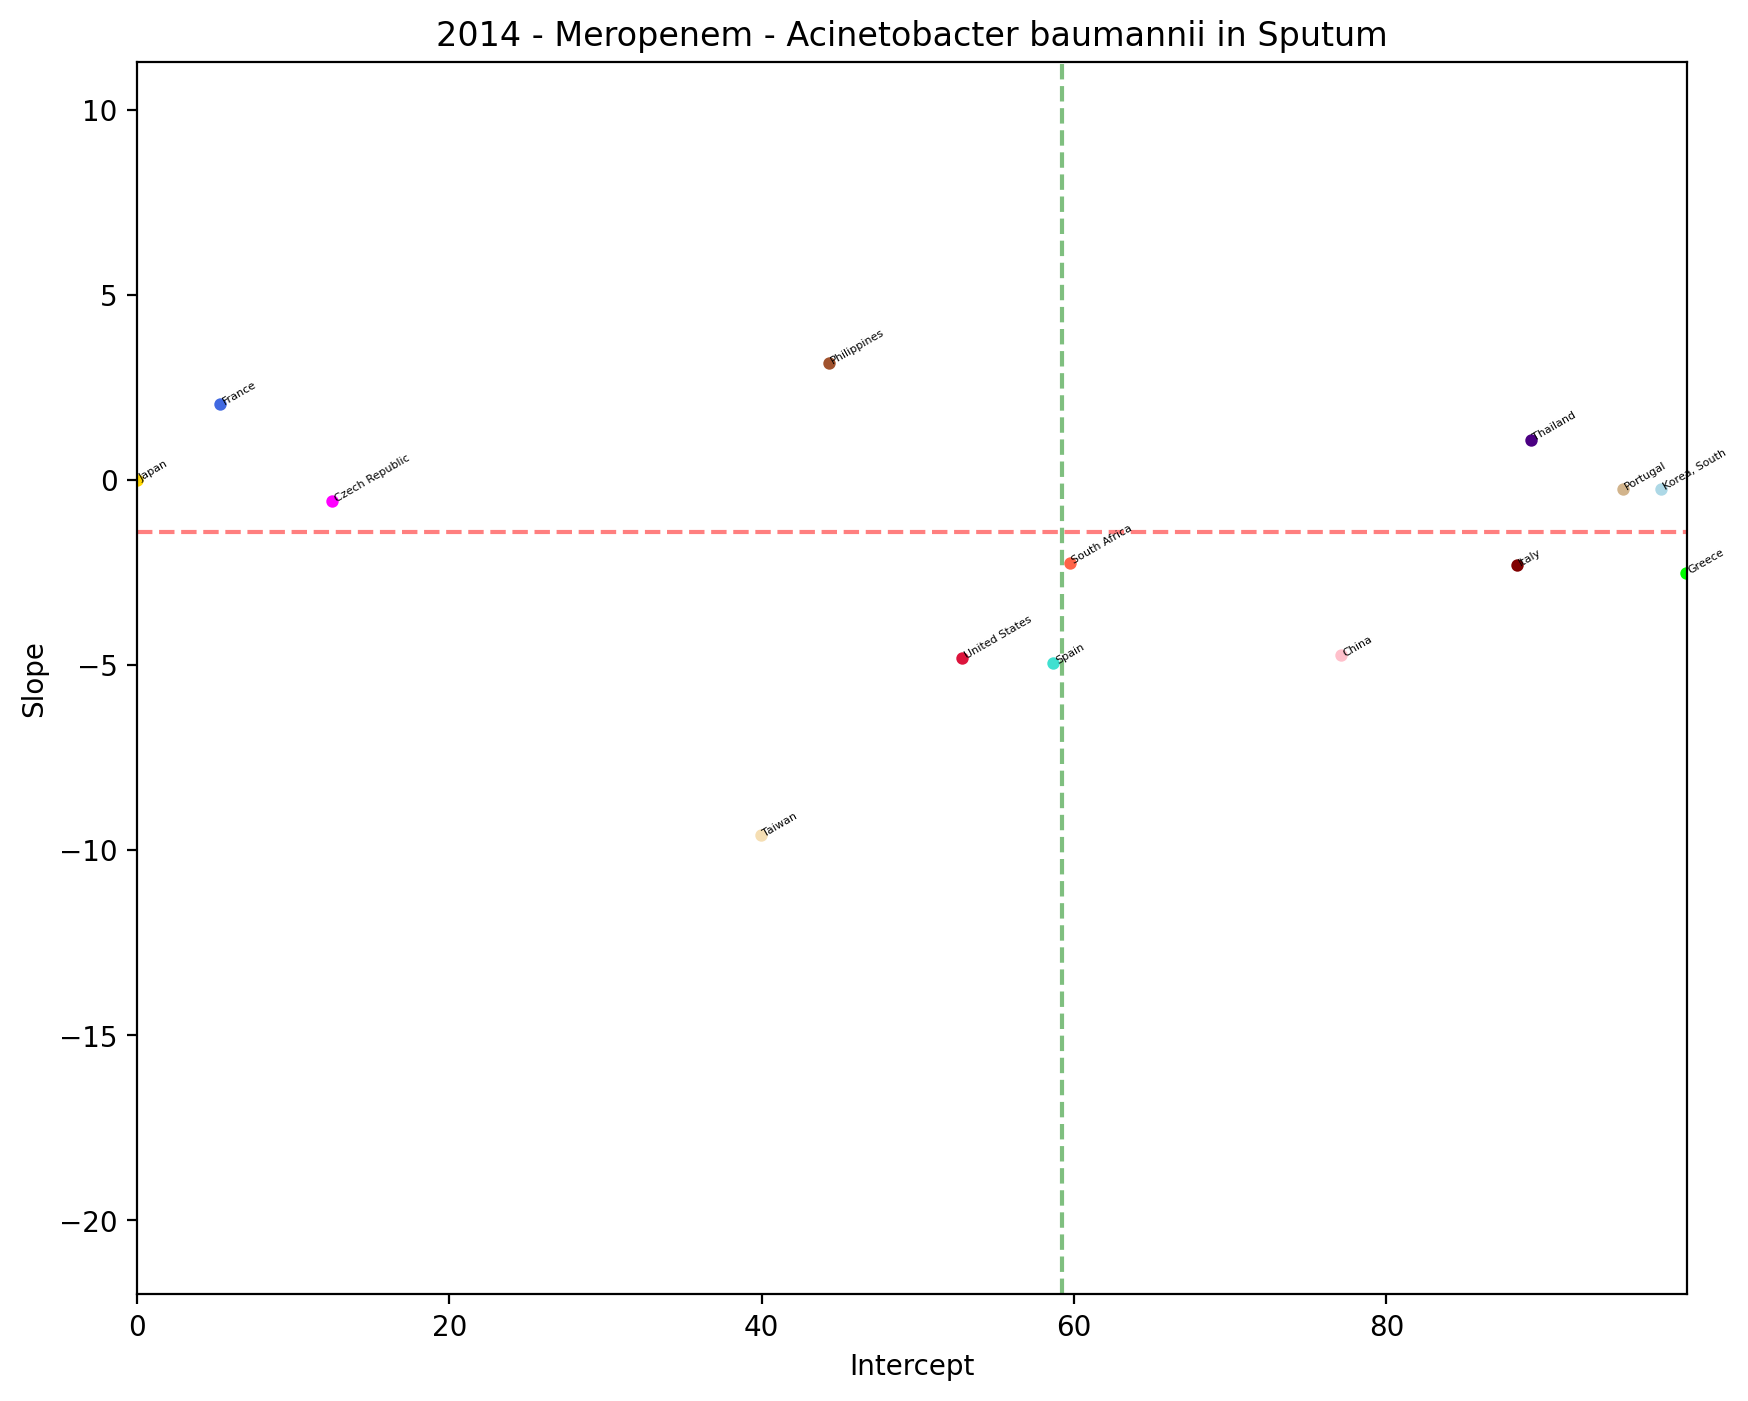 2014 - Meropenem - Acinetobacter baumannii in Sputum
10
5
0
−5
−10
−15
−20
Slope
Philippines
France
Thailand
Japan
Czech Republic
Portugal
Korea, South
South Africa
Italy
Greece
United States
Spain
China
Taiwan
0
20
40
60
80
Intercept